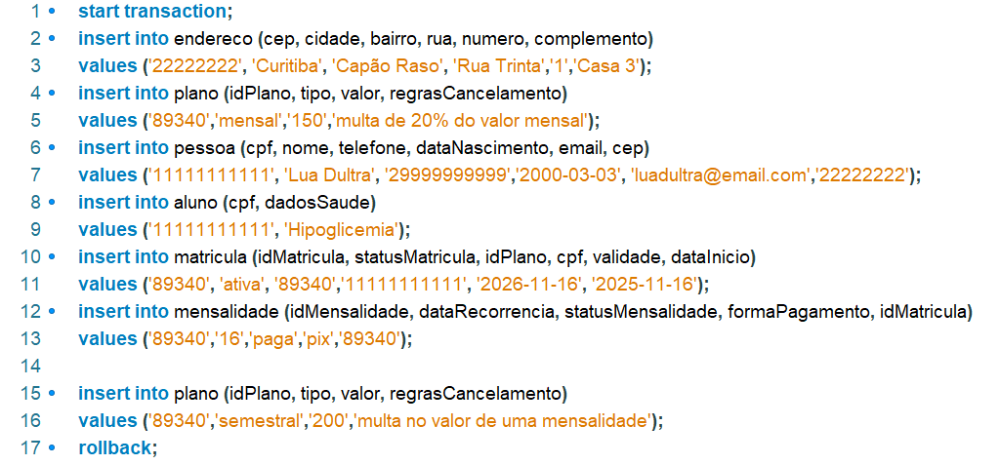 1 start transaction;
2 insert into endereco (cep, cidade, bairro, rua, numero, complemento)
3 values ('22222222', 'Curitiba', 'Capão Raso', 'Rua Trinta','1','Casa 3');
4 insert into plano (idPlano, tipo, valor, regrasCancelamento)
5 values ('89340','mensal','150','multa de 20% do valor mensal');
6 insert into pessoa (cpf, nome, telefone, dataNascimento, email, cep)
7 values ('11111111111', 'Lua Dultra', '29999999999','2000-03-03', 'luadultra@email.com','22222222');
8 insert into aluno (cpf, dadosSaude)
9 values ('11111111111', 'Hipoglicemia');
10 insert into matricula (idMatricula, statusMatricula, idPlano, cpf, validade, dataInicio)
11 values ('89340', 'ativa', '89340','11111111111', '2026-11-16', '2025-11-16');
12 insert into mensalidade (idMensalidade, dataRecorrencia, statusMensalidade, formaPagamento, idMatricula)
13 values ('89340','16','paga','pix','89340');
14
15 insert into plano (idPlano, tipo, valor, regrasCancelamento)
16 values ('89340','semestral','200','multa no valor de uma mensalidade');
17 rollback;